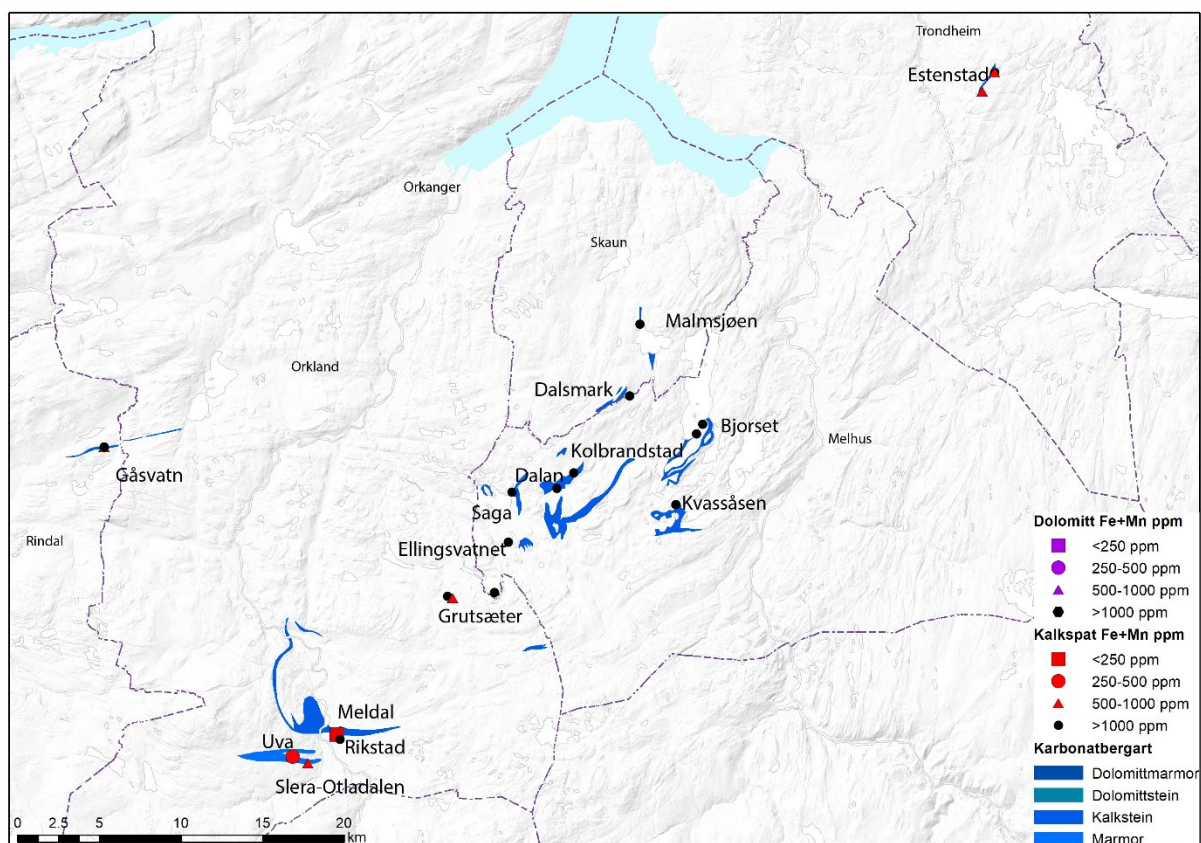 Trondheim
Estenstad
Orkanger
Skaun
Malmsjøen
Orkland
Dalsmark
Bjorset
Melhus
Kolbrandstad
Gåsvatn
Dalan
Kvassåsen
Saga
Rindal
Ellingsvatnet
Grutsæter
Meldal
Uva
Rikstad
Slera-Otladalen
0 2.5 5 10 15 20
km
Dolomitt Fe+Mn ppm
<250 ppm
250-500 ppm
500-1000 ppm
>1000 ppm
Kalkspat Fe+Mn ppm
<250 ppm
250-500 ppm
500-1000 ppm
>1000 ppm
Karbonatbergart
Dolomittmarmor
Dolomittstein
Kalkstein
Marmor